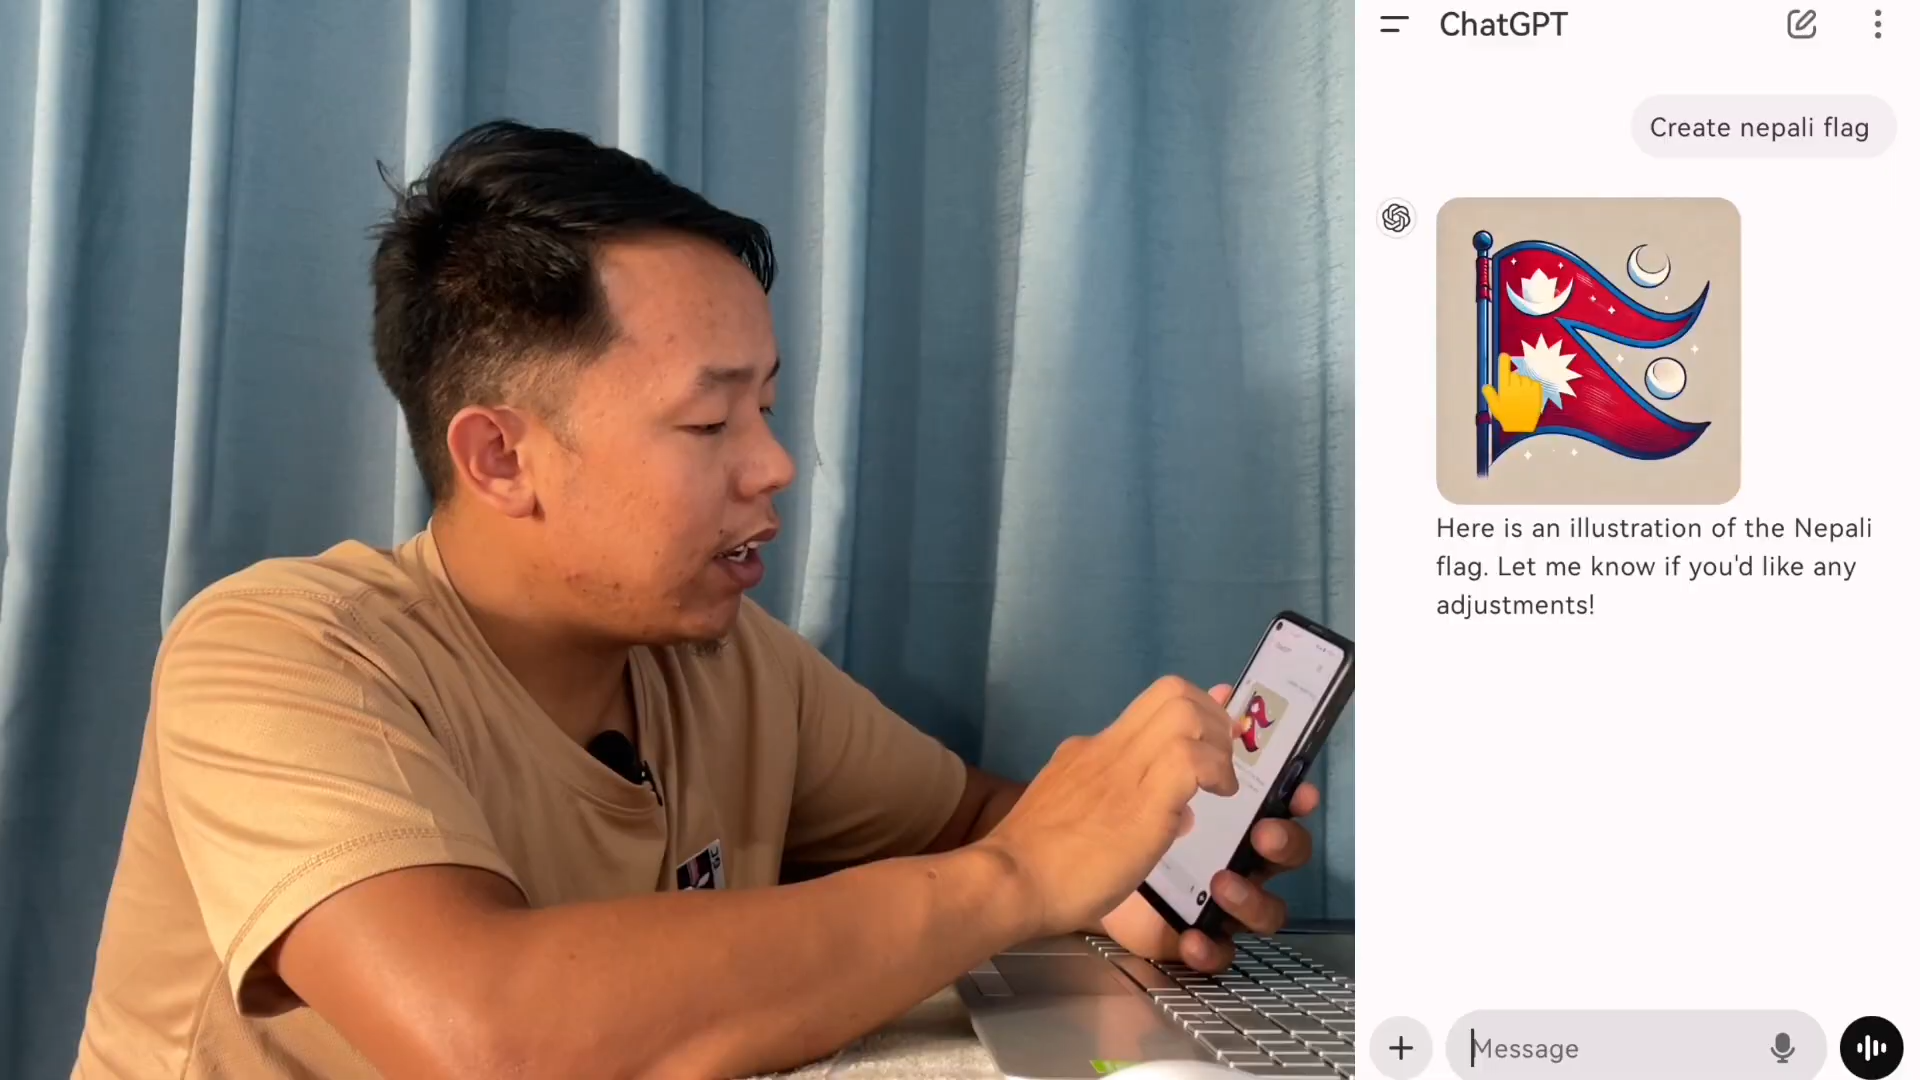 ChatGPT
Create nepali flag
Here is an illustration of the Nepali
flag. Let me know if you'd like any
adjustments!
Message